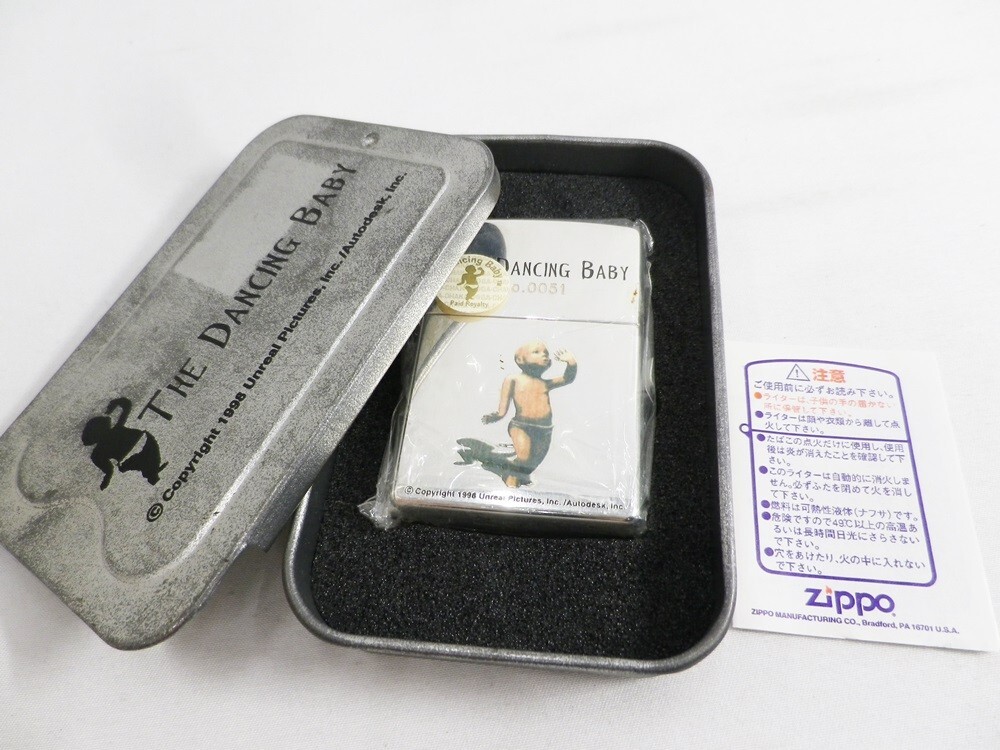 THE DANCING BABY
© Copyright 1998 Unreal Pictures, Inc. /Autodesk, Inc.
DANCING BABY
No.0051
Dancing Baby
Paid Royalty
© Copyright 1996 Unreal Pictures, Inc. /Autodesk, Inc.
注意
ご使用前に必ずお読み下さい。
●ライターは、子供の手の届かない
所に保管して下さい。
●ライターは顔や衣類から離して点
火して下さい。
●たばこの点火だけに使用し、使用
後は炎が消えたことを確認して下
さい。
●このライターは自動的に消火しま
せん。必ずふたを閉めて火を消し
て下さい。
●燃料は可熱性液体(ナフサ)です。
●危険ですので49℃以上の高温あ
るいは長時間日光にさらさない
で下さい。
●穴をあけたり、火の中に入れない
で下さい。
zippo
ZIPPO MANUFACTURING CO., Bradford, PA 16701 U.S.A.